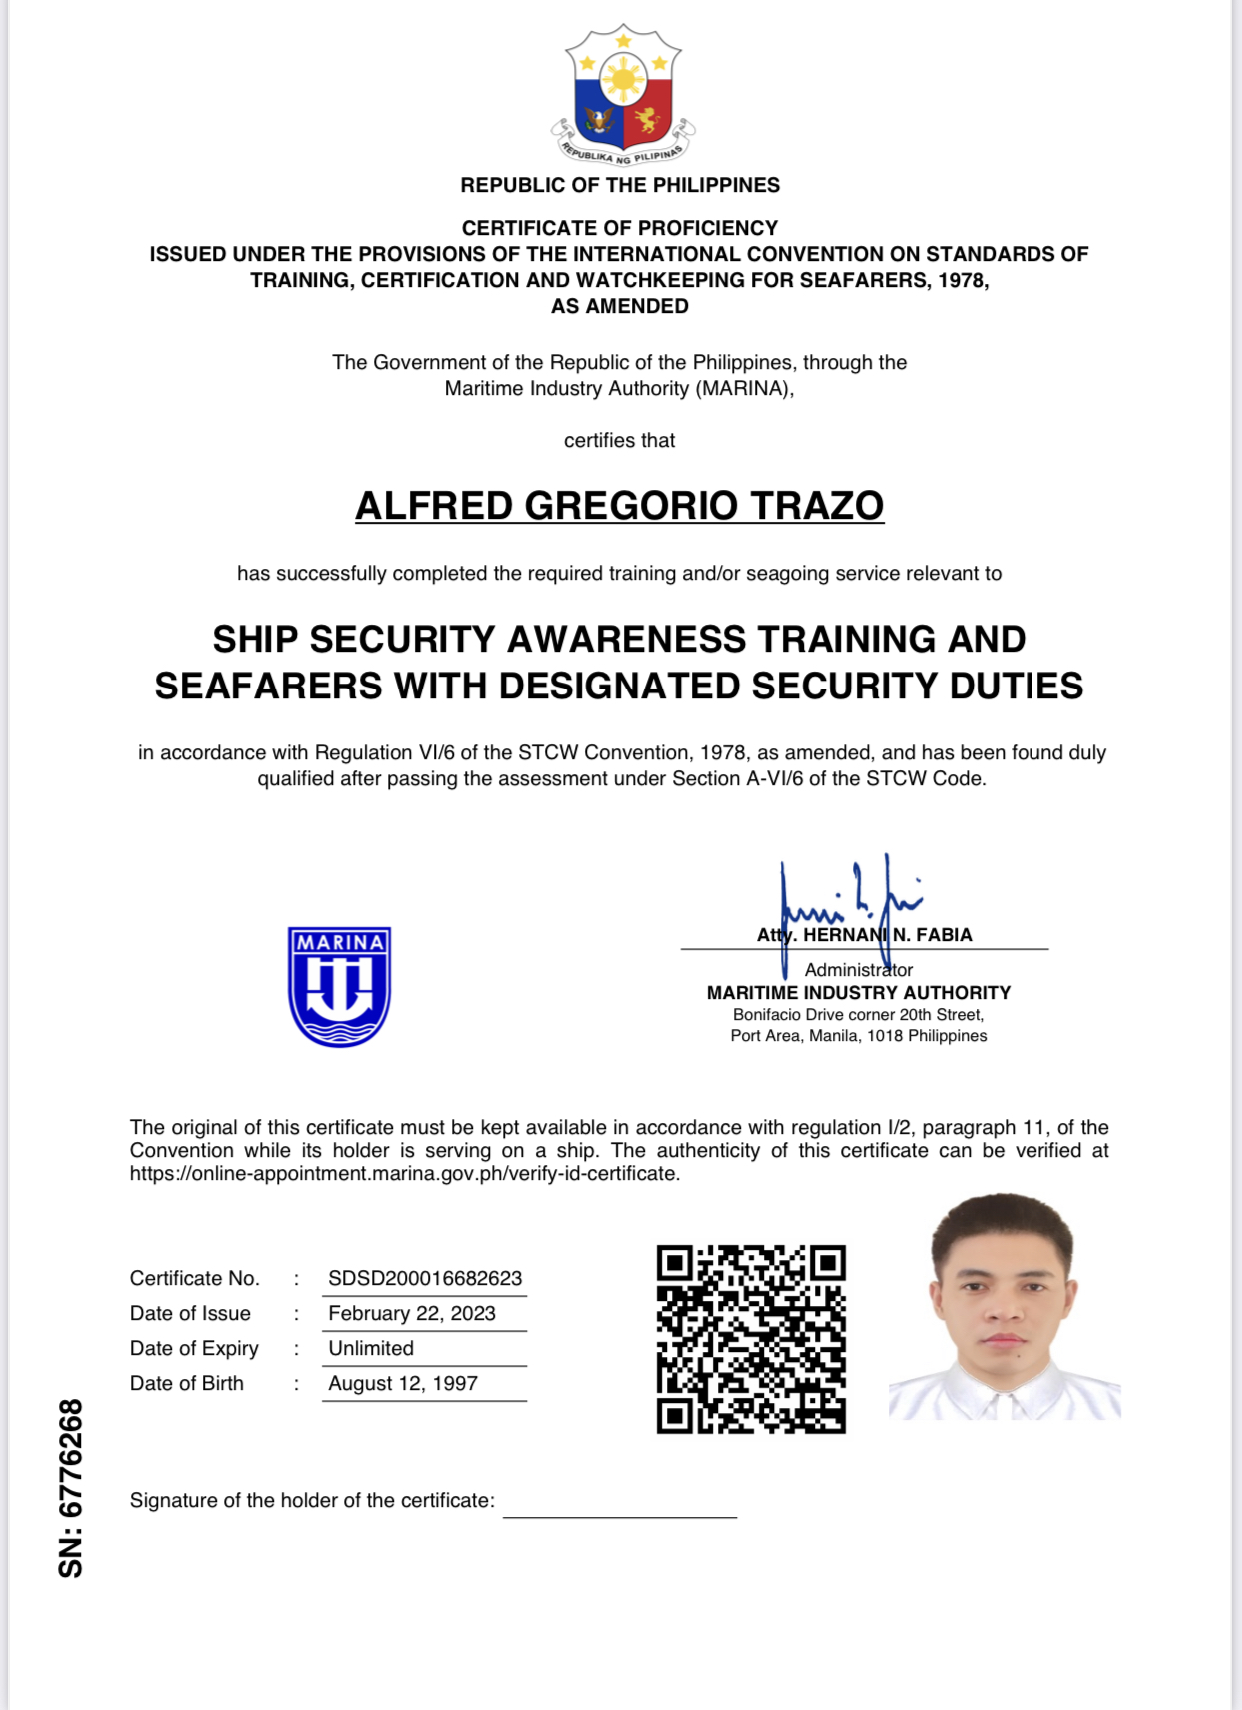 REPUBLIKA NG PILIPINAS
REPUBLIC OF THE PHILIPPINES
CERTIFICATE OF PROFICIENCY
ISSUED UNDER THE PROVISIONS OF THE INTERNATIONAL CONVENTION ON STANDARDS OF
TRAINING, CERTIFICATION AND WATCHKEEPING FOR SEAFARERS, 1978,
AS AMENDED
The Government of the Republic of the Philippines, through the
Maritime Industry Authority (MARINA),
certifies that
ALFRED GREGORIO TRAZO
has successfully completed the required training and/or seagoing service relevant to
SHIP SECURITY AWARENESS TRAINING AND
SEAFARERS WITH DESIGNATED SECURITY DUTIES
in accordance with Regulation VI/6 of the STCW Convention, 1978, as amended, and has been found duly
qualified after passing the assessment under Section A-VI/6 of the STCW Code.
MARINA
Atty. HERNANI N. FABIA
Administrator
MARITIME INDUSTRY AUTHORITY
Bonifacio Drive corner 20th Street,
Port Area, Manila, 1018 Philippines
The original of this certificate must be kept available in accordance with regulation I/2, paragraph 11, of the
Convention while its holder is serving on a ship. The authenticity of this certificate can be verified at
https://online-appointment.marina.gov.ph/verify-id-certificate.
Certificate No. : SDSD200016682623
Date of Issue : February 22, 2023
Date of Expiry : Unlimited
Date of Birth : August 12, 1997
Signature of the holder of the certificate:
SN: 6776268